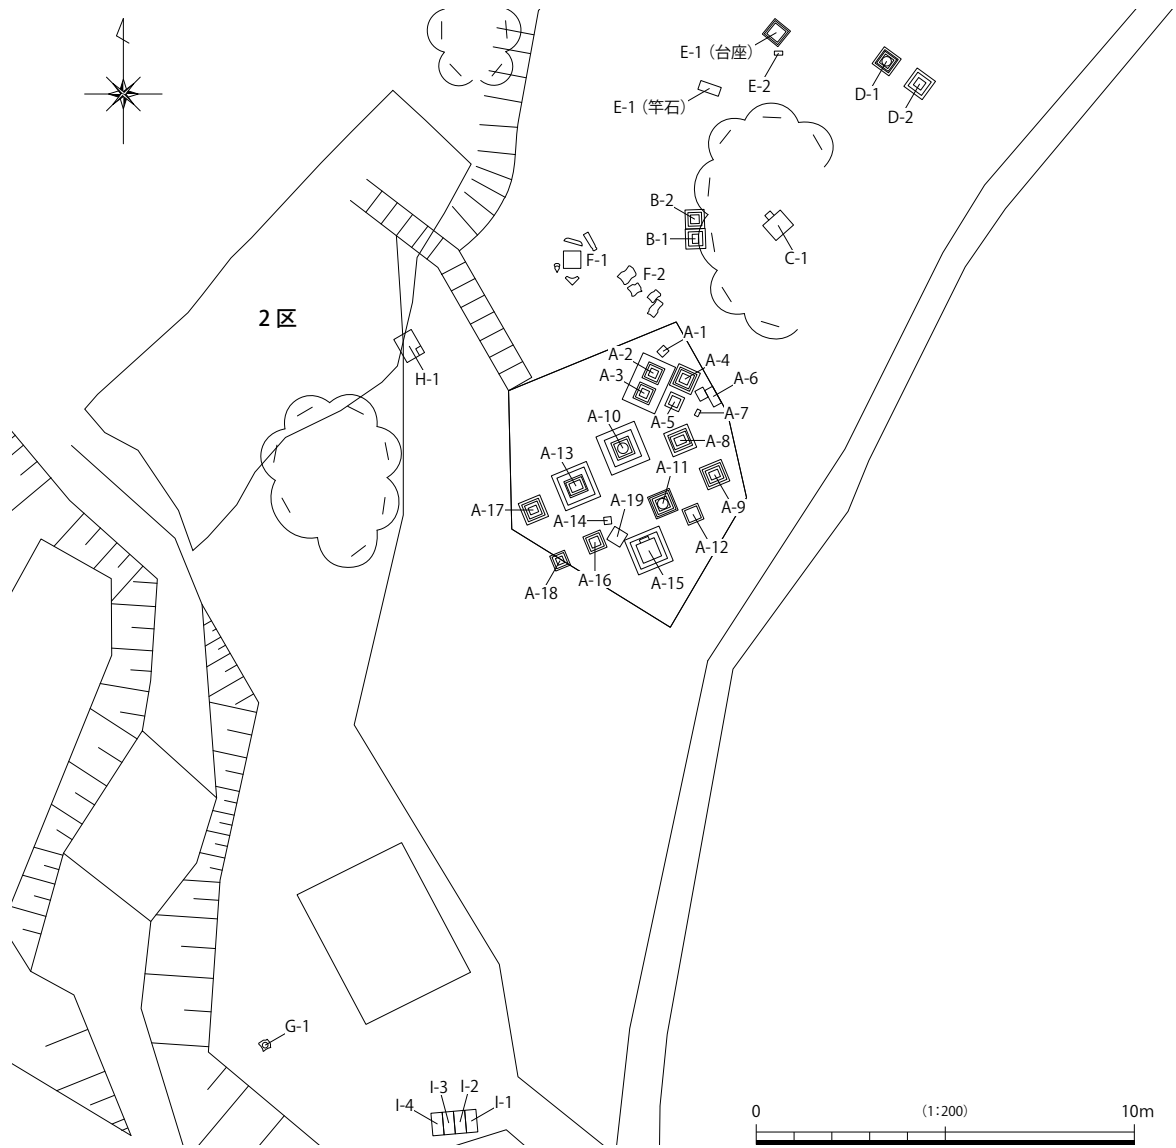 E-1（台座）
E-2
D-1
D-2
E-1（竿石）
B-2
B-1
C-1
F-1
F-2
2区
H-1
A-1
A-2
A-4
A-3
A-6
A-5
A-7
A-10
A-8
A-13
A-11
A-9
A-17
A-14
A-19
A-12
A-16
A-15
A-18
G-1
I-3
I-2
I-4
I-1
0
（1：200）
10m